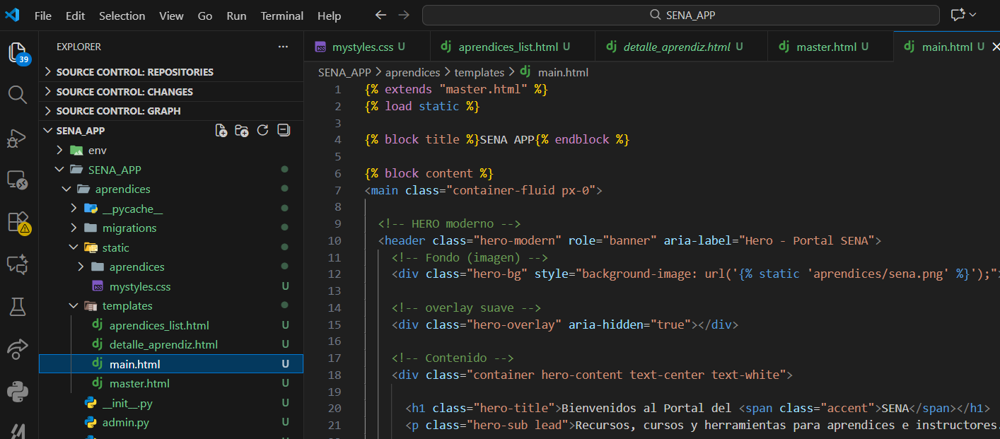 File Edit Selection View Go Run Terminal Help SENA_APP
EXPLORER
39
SOURCE CONTROL: REPOSITORIES
SOURCE CONTROL: CHANGES
SOURCE CONTROL: GRAPH
SENA_APP
env
SENA_APP
aprendices
__pycache__
migrations
static
aprendices
mystyles.css U
templates
aprendices_list.html U
detalle_aprendiz.html U
main.html U
master.html U
__init__.py U
admin.py U
mystyles.css U aprendices_list.html U detalle_aprendiz.html U master.html U main.html U
SENA_APP > aprendices > templates > dj main.html
1 {% extends "master.html" %}
2 {% load static %}
3
4 {% block title %}SENA APP{% endblock %}
5
6 {% block content %}
7 <main class="container-fluid px-0">
8
9 <!-- HERO moderno -->
10 <header class="hero-modern" role="banner" aria-label="Hero - Portal SENA">
11 <!-- Fondo (imagen) -->
12 <div class="hero-bg" style="background-image: url('{% static 'aprendices/sena.png' %}');"
13
14 <!-- overlay suave -->
15 <div class="hero-overlay" aria-hidden="true"></div>
16
17 <!-- Contenido -->
18 <div class="container hero-content text-center text-white">
19
20 <h1 class="hero-title">Bienvenidos al Portal del <span class="accent">SENA</span></h1>
21 <p class="hero-sub lead">Recursos, cursos y herramientas para aprendices e instructores.